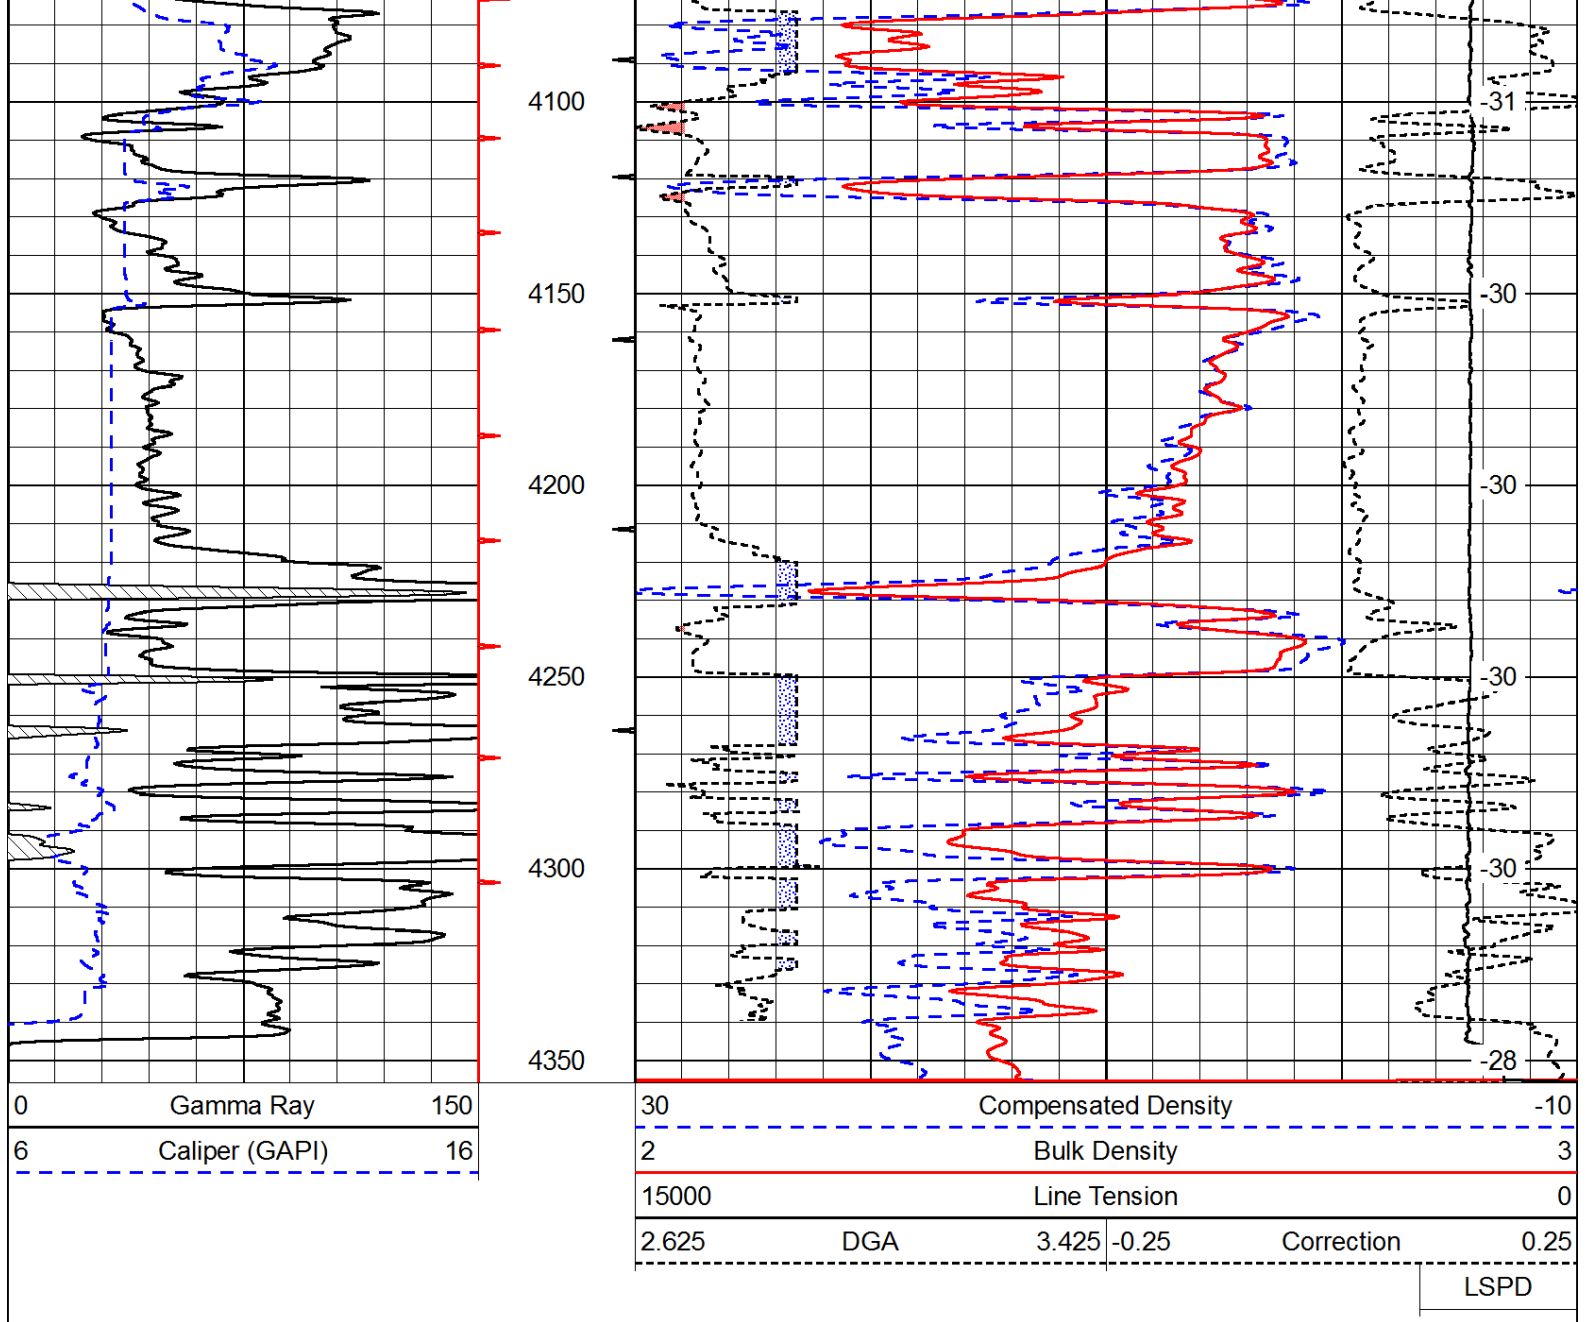 4100
-31
4150
-30
4200
-30
4250
-30
4300
-30
4350
-28
0 Gamma Ray 150
30 Compensated Density -10
6 Caliper (GAPI) 16
2 Bulk Density 3
15000 Line Tension 0
2.625 DGA 3.425 -0.25 Correction 0.25
LSPD